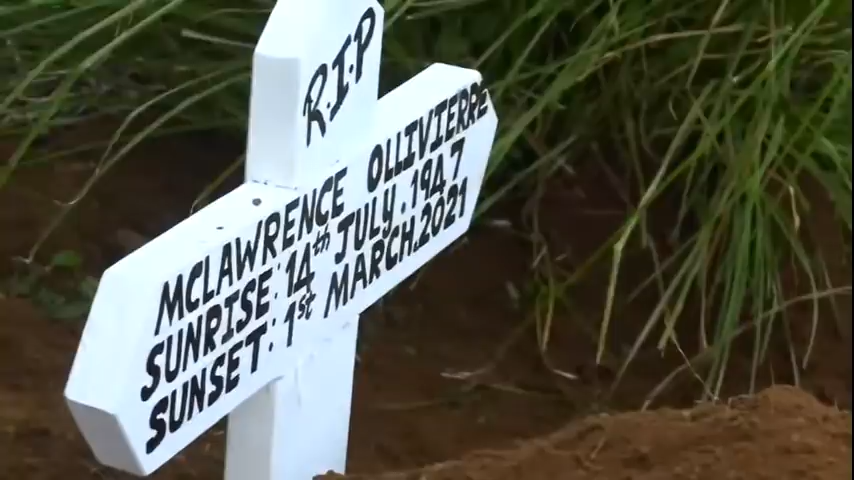 R.I.P
MCLAWRENCE OLLIVIERRE
SUNRISE: 14th JULY. 1947
SUNSET: 1st MARCH. 2021